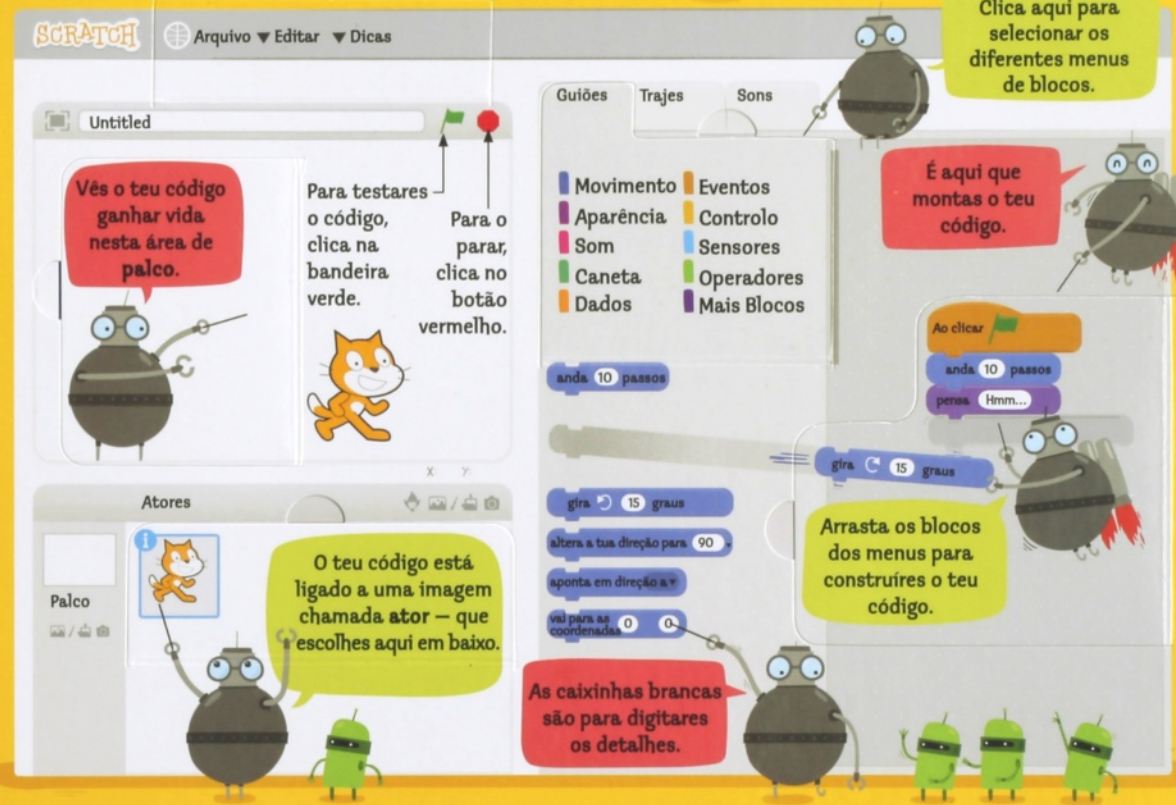 SCRATCH
Arquivo ▼ Editar ▼ Dicas
Clica aqui para
selecionar os
diferentes menus
de blocos.
Untitled
Vês o teu código
ganhar vida
nesta área de
palco.
Para testares
o código,
clica na
bandeira
verde.
Para o
parar,
clica no
botão
vermelho.
X: Y:
Guiões Trajes Sons
Movimento
Aparência
Som
Caneta
Dados
Eventos
Controlo
Sensores
Operadores
Mais Blocos
É aqui que
montas o teu
código.
Ao clicar
anda 10 passos
pensa Hmm...
anda 10 passos
gira 15 graus
gira 15 graus
altera a tua direção para 90
aponta em direção a
vai para as
coordenadas 0 0
Arrasta os blocos
dos menus para
construíres o teu
código.
As caixinhas brancas
são para digitares
os detalhes.
Atores
Palco
i
O teu código está
ligado a uma imagem
chamada ator — que
escolhes aqui em baixo.